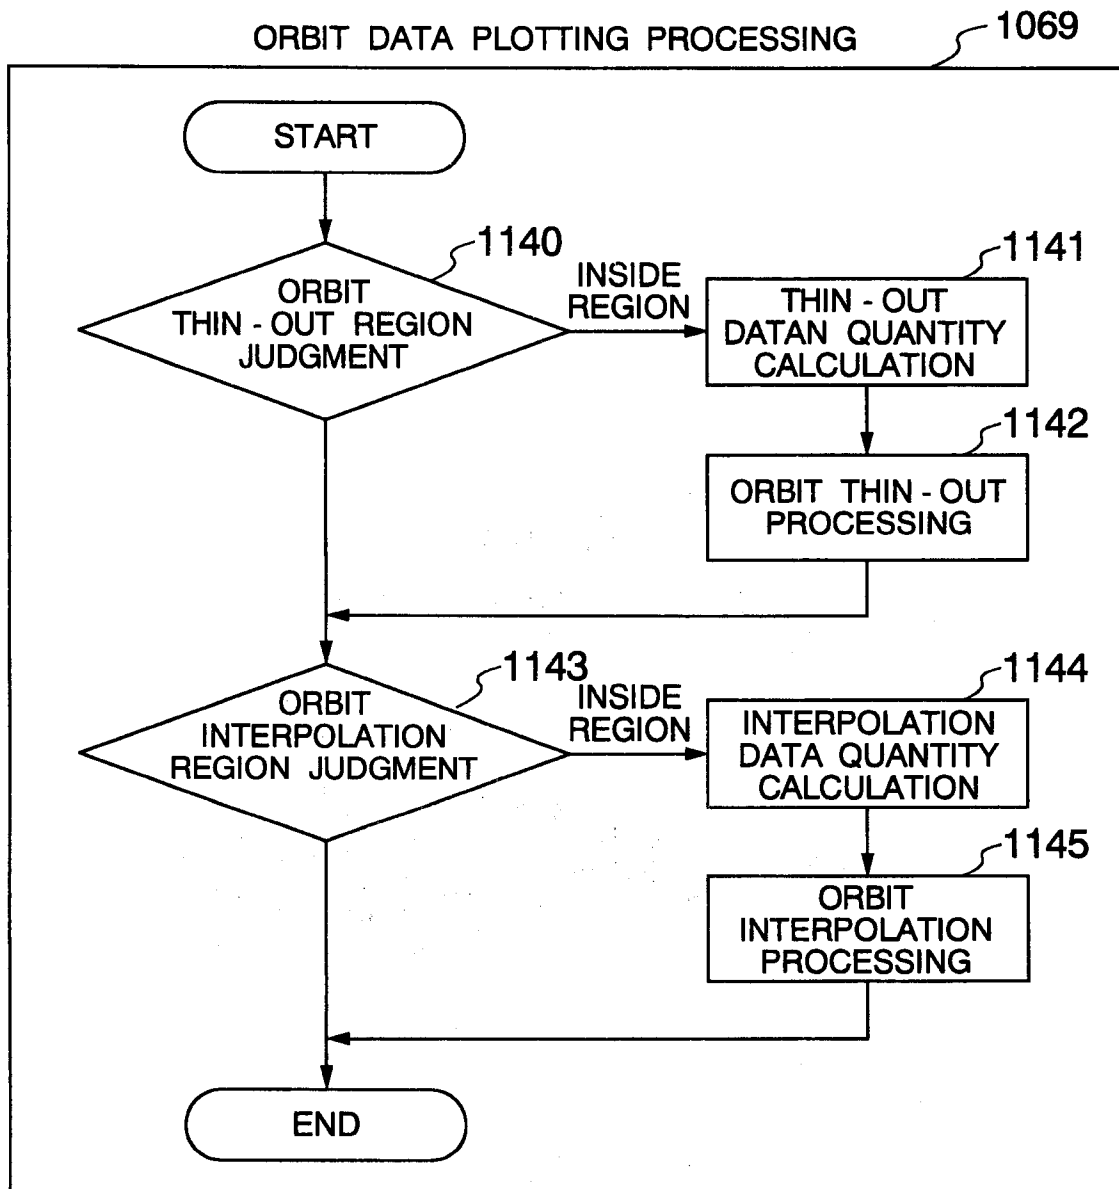 ORBIT DATA PLOTTING PROCESSING
1069
START
1140
ORBIT
THIN - OUT REGION
JUDGMENT
INSIDE
REGION
1141
THIN - OUT
DATAN QUANTITY
CALCULATION
1142
ORBIT THIN - OUT
PROCESSING
1143
ORBIT
INTERPOLATION
REGION JUDGMENT
INSIDE
REGION
1144
INTERPOLATION
DATA QUANTITY
CALCULATION
1145
ORBIT
INTERPOLATION
PROCESSING
END